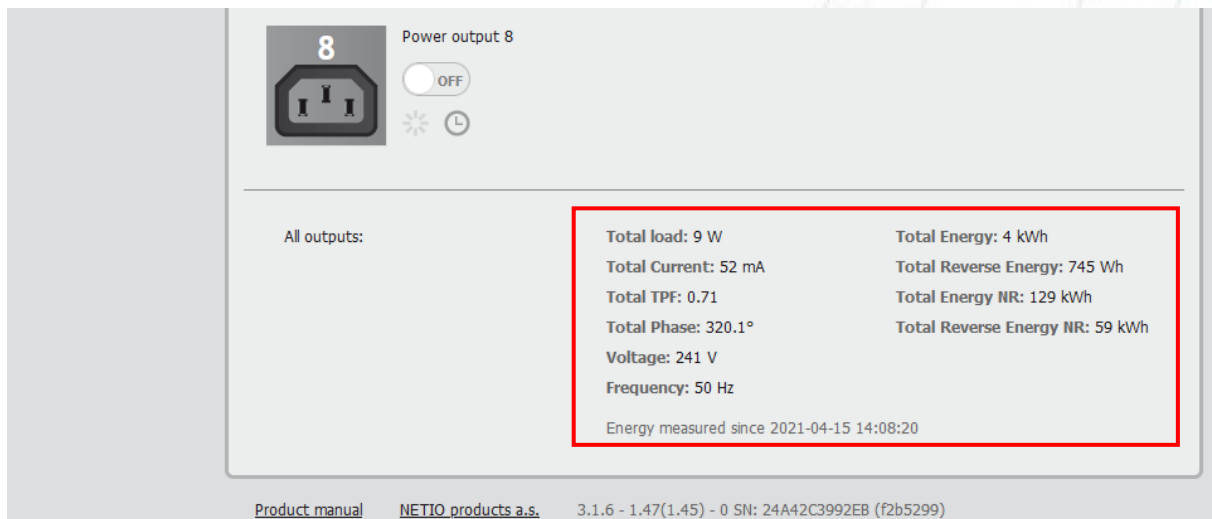 8
Power output 8
OFF
All outputs:
Total load: 9 W
Total Current: 52 mA
Total TPF: 0.71
Total Phase: 320.1°
Voltage: 241 V
Frequency: 50 Hz
Total Energy: 4 kWh
Total Reverse Energy: 745 Wh
Total Energy NR: 129 kWh
Total Reverse Energy NR: 59 kWh
Energy measured since 2021-04-15 14:08:20
Product manual NETIO products a.s. 3.1.6 - 1.47(1.45) - 0 SN: 24A42C3992EB (f2b5299)